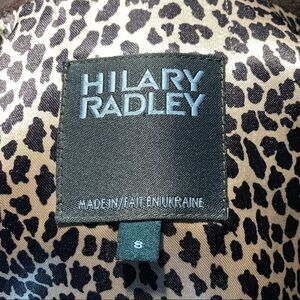 HILARY
RADLEY
MADE IN/FAIT EN UKRAINE
8